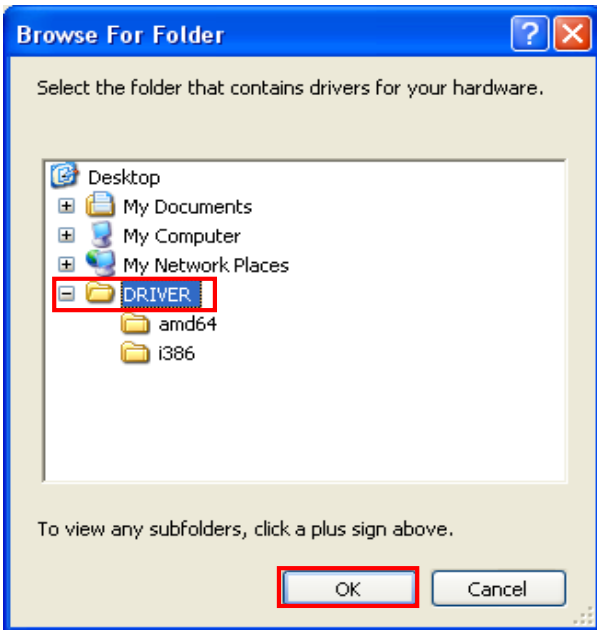 Browse For Folder
Select the folder that contains drivers for your hardware.
Desktop
My Documents
My Computer
My Network Places
DRIVER
amd64
i386
To view any subfolders, click a plus sign above.
OK Cancel